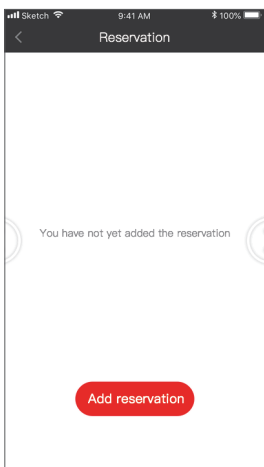 Sketch 9:41 AM 100%
Reservation
You have not yet added the reservation
Add reservation